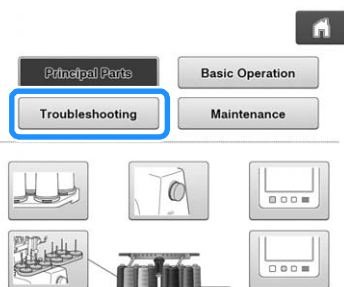 Principal Parts
Basic Operation
Troubleshooting
Maintenance